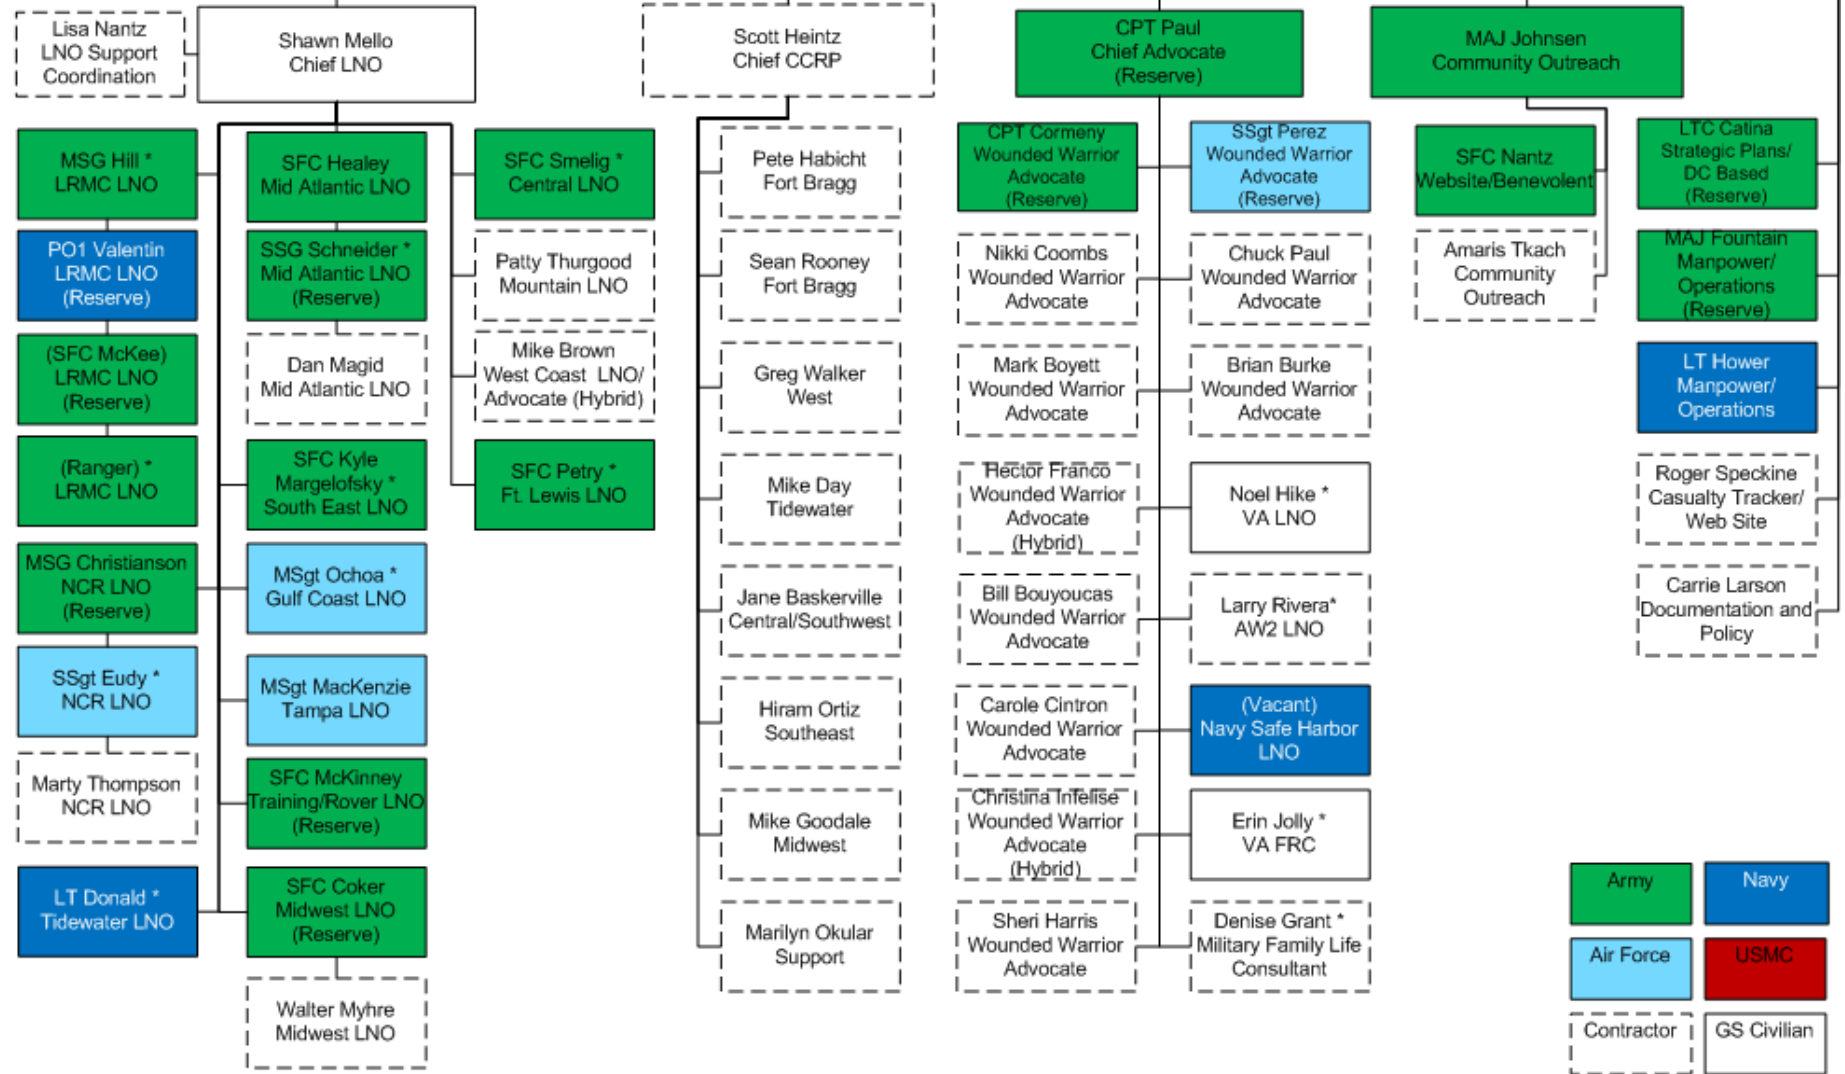 Lisa Nantz
LNO Support
Coordination
Shawn Mello
Chief LNO
MSG Hill *
LRMC LNO
PO1 Valentin
LRMC LNO
(Reserve)
(SFC McKee)
LRMC LNO
(Reserve)
(Ranger) *
LRMC LNO
MSG Christianson
NCR LNO
(Reserve)
SSgt Eudy *
NCR LNO
Marty Thompson
NCR LNO
LT Donald *
Tidewater LNO
SFC Healey
Mid Atlantic LNO
SSG Schneider *
Mid Atlantic LNO
(Reserve)
Dan Magid
Mid Atlantic LNO
SFC Kyle
Margelofsky *
South East LNO
MSgt Ochoa *
Gulf Coast LNO
MSgt MacKenzie
Tampa LNO
SFC McKinney
Training/Rover LNO
(Reserve)
SFC Coker
Midwest LNO
(Reserve)
Walter Myhre
Midwest LNO
SFC Smelig *
Central LNO
Patty Thurgood
Mountain LNO
Mike Brown
West Coast LNO/
Advocate (Hybrid)
SFC Petry *
Ft. Lewis LNO
Scott Heintz
Chief CCRP
Pete Habicht
Fort Bragg
Sean Rooney
Fort Bragg
Greg Walker
West
Mike Day
Tidewater
Jane Baskerville
Central/Southwest
Hiram Ortiz
Southeast
Mike Goodale
Midwest
Marilyn Okular
Support
CPT Paul
Chief Advocate
(Reserve)
CPT Cormeny
Wounded Warrior
Advocate
(Reserve)
Nikki Coombs
Wounded Warrior
Advocate
Mark Boyett
Wounded Warrior
Advocate
Hector Franco
Wounded Warrior
Advocate
(Hybrid)
Bill Bouyoucas
Wounded Warrior
Advocate
Carole Cintron
Wounded Warrior
Advocate
Christina Infelise
Wounded Warrior
Advocate
(Hybrid)
Sheri Harris
Wounded Warrior
Advocate
SSgt Perez
Wounded Warrior
Advocate
(Reserve)
Chuck Paul
Wounded Warrior
Advocate
Brian Burke
Wounded Warrior
Advocate
Noel Hike *
VA LNO
Larry Rivera*
AW2 LNO
(Vacant)
Navy Safe Harbor
LNO
Erin Jolly *
VA FRC
Denise Grant *
Military Family Life
Consultant
MAJ Johnsen
Community Outreach
SFC Nantz
Website/Benevolent
Amaris Tkach
Community
Outreach
LTC Catina
Strategic Plans/
DC Based
(Reserve)
MAJ Fountain
Manpower/
Operations
(Reserve)
LT Hower
Manpower/
Operations
Roger Speckine
Casualty Tracker/
Web Site
Carrie Larson
Documentation and
Policy
Army
Navy
Air Force
USMC
Contractor
GS Civilian